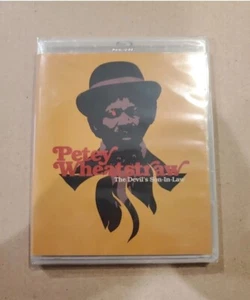 Petey
Wheatstraw
The Devil's Son-In-Law